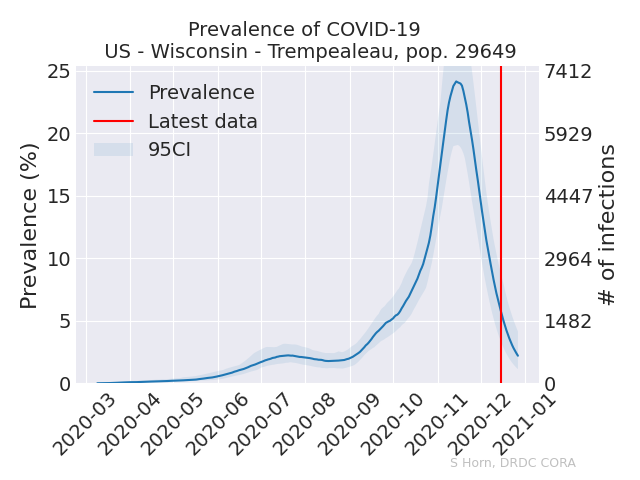 Prevalence of COVID-19
US - Wisconsin - Trempealeau, pop. 29649
Prevalence
Latest data
95CI
Prevalence (%)
25
20
15
10
5
0
7412
5929
4447
2964
1482
0
# of infections
2020-03
2020-04
2020-05
2020-06
2020-07
2020-08
2020-09
2020-10
2020-11
2020-12
2021-01
S Horn, DRDC CORA